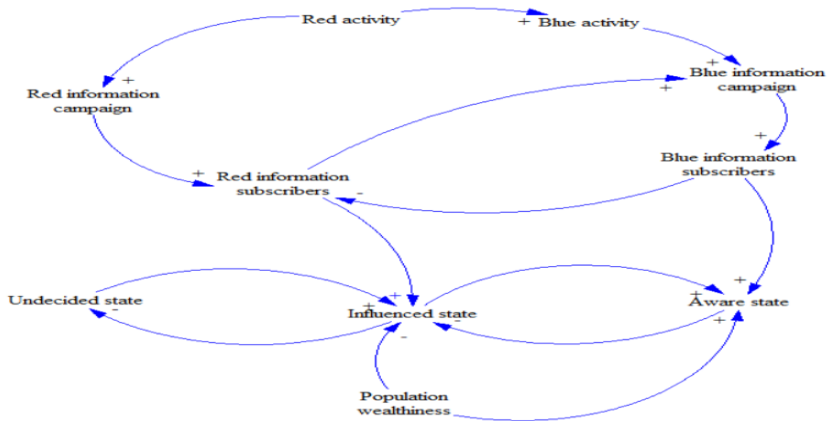 Red activity
+ Blue activity
+
+
Blue information
campaign
Red information
campaign
+
+
+
Blue information
subscribers
Red information
subscribers
-
+
Undecided state
-
+
+
Influenced state
-
-
+
+
Aware state
+
Population
wealthiness